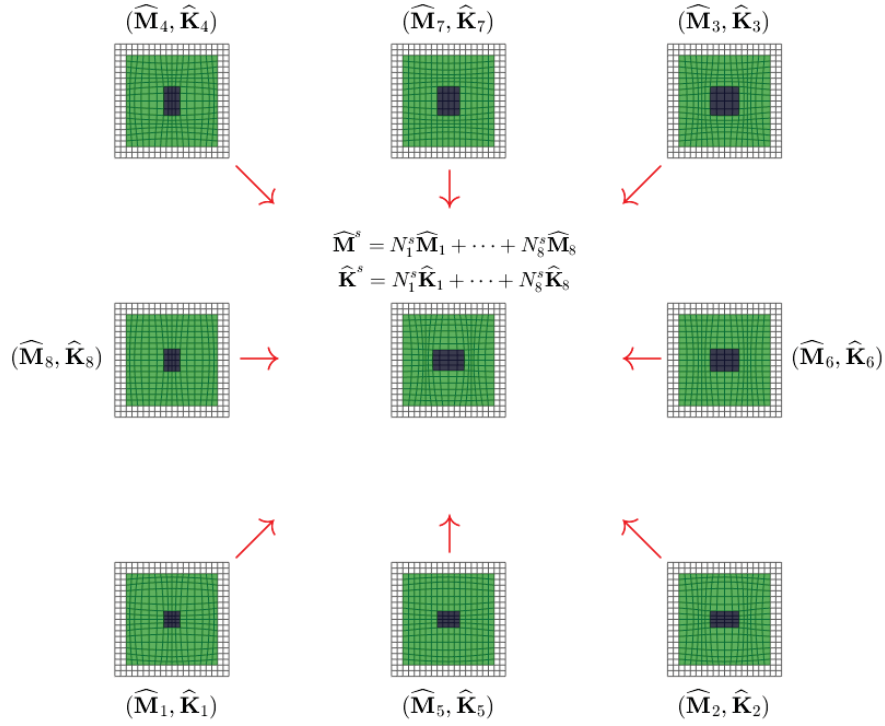 (M̂₄, K̂₄) (M̂₇, K̂₇) (M̂₃, K̂₃)
M̂ˢ = N₁ˢM̂₁ + ⋯ + N₈ˢM̂₈
K̂ˢ = N₁ˢK̂₁ + ⋯ + N₈ˢK̂₈
(M̂₈, K̂₈) (M̂₆, K̂₆)
(M̂₁, K̂₁) (M̂₅, K̂₅) (M̂₂, K̂₂)